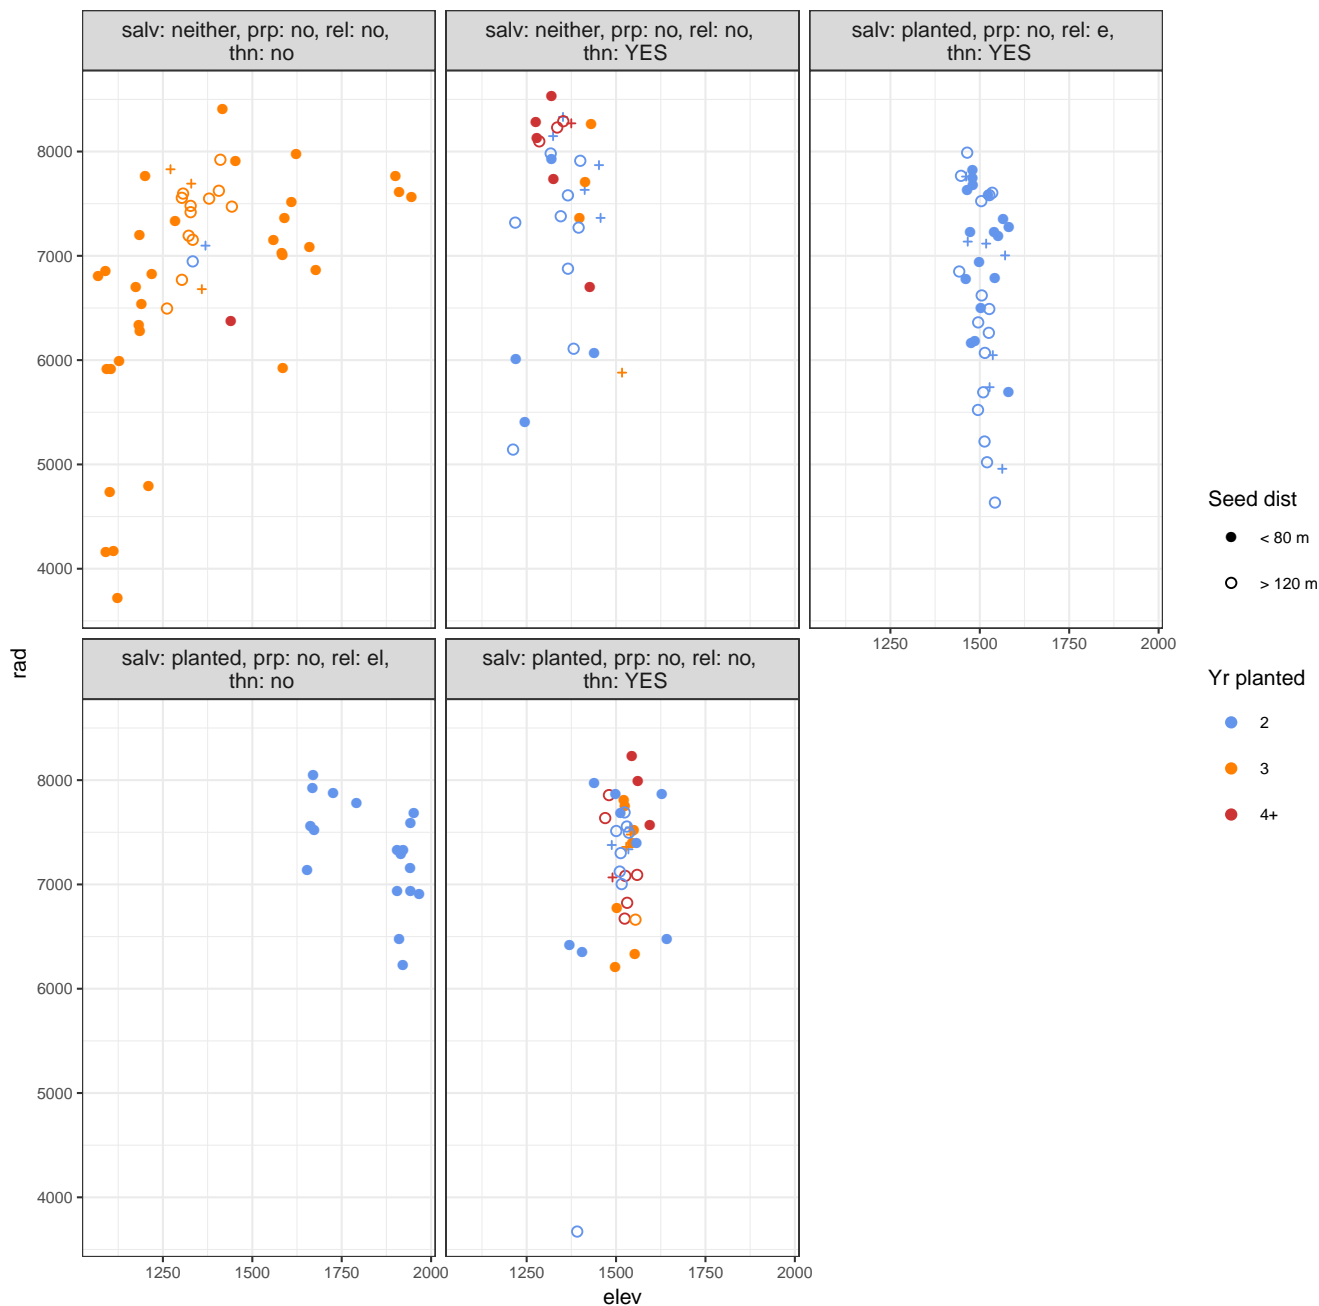 salv: neither, prp: no, rel: no,
thn: no
salv: neither, prp: no, rel: no,
thn: YES
salv: planted, prp: no, rel: e,
thn: YES
8000
7000
6000
5000
4000
1250
1500
1750
2000
salv: planted, prp: no, rel: el,
thn: no
salv: planted, prp: no, rel: no,
thn: YES
8000
7000
6000
5000
4000
1250
1500
1750
2000
1250
1500
1750
2000
elev
rad
Seed dist
< 80 m
> 120 m
Yr planted
2
3
4+